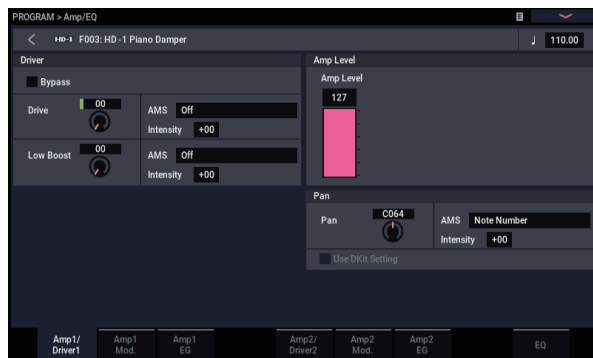 PROGRAM > Amp/EQ
E
< HD-1 F003: HD -1 Piano Damper
♩ 110.00
Driver
Bypass
Drive 00
AMS Off
Intensity +00
Low Boost 00
AMS Off
Intensity +00
Amp Level
Amp Level
127
Pan
Pan C064
AMS Note Number
Intensity +00
Use DKit Setting
Amp1/
Driver1
Amp1
Mod.
Amp1
EG
Amp2/
Driver2
Amp2
Mod.
Amp2
EG
EQ